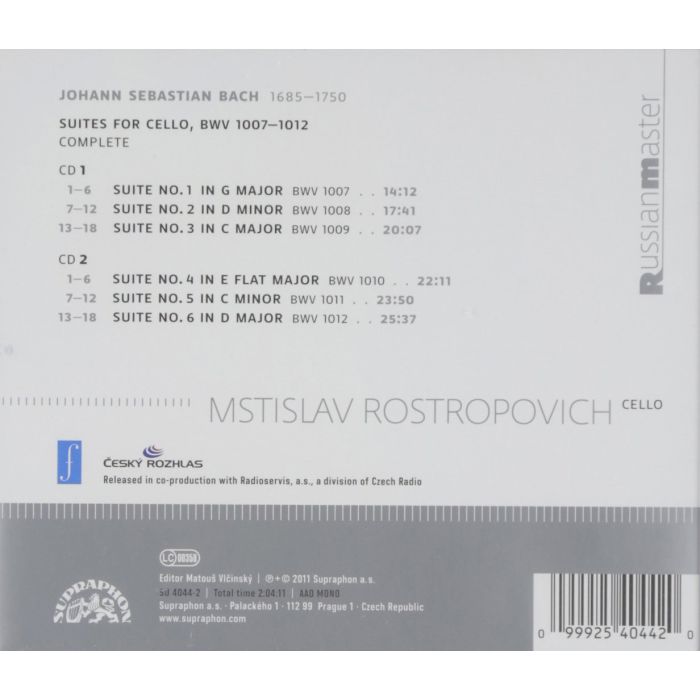 JOHANN SEBASTIAN BACH 1685–1750
SUITES FOR CELLO, BWV 1007–1012
COMPLETE
CD 1
1–6 SUITE NO. 1 IN G MAJOR BWV 1007 . . 14:12
7–12 SUITE NO. 2 IN D MINOR BWV 1008 . . 17:41
13–18 SUITE NO. 3 IN C MAJOR BWV 1009 . . 20:07
CD 2
1–6 SUITE NO. 4 IN E FLAT MAJOR BWV 1010 . . 22:11
7–12 SUITE NO. 5 IN C MINOR BWV 1011 . . 23:50
13–18 SUITE NO. 6 IN D MAJOR BWV 1012 . . 25:37
Russianmaster
MSTISLAV ROSTROPOVICH CELLO
f
ČESKÝ ROZHLAS
Released in co-production with Radioservis, a.s., a division of Czech Radio
LC 00358
SUPRAPHON
Editor Matouš Vlčinský | ℗+© 2011 Supraphon a.s.
SU 4044-2 | Total time 2:04:11 | AAD MONO
Supraphon a.s. · Palackého 1 · 112 99 Prague 1 · Czech Republic
www.supraphon.com
0 99925 40442 0